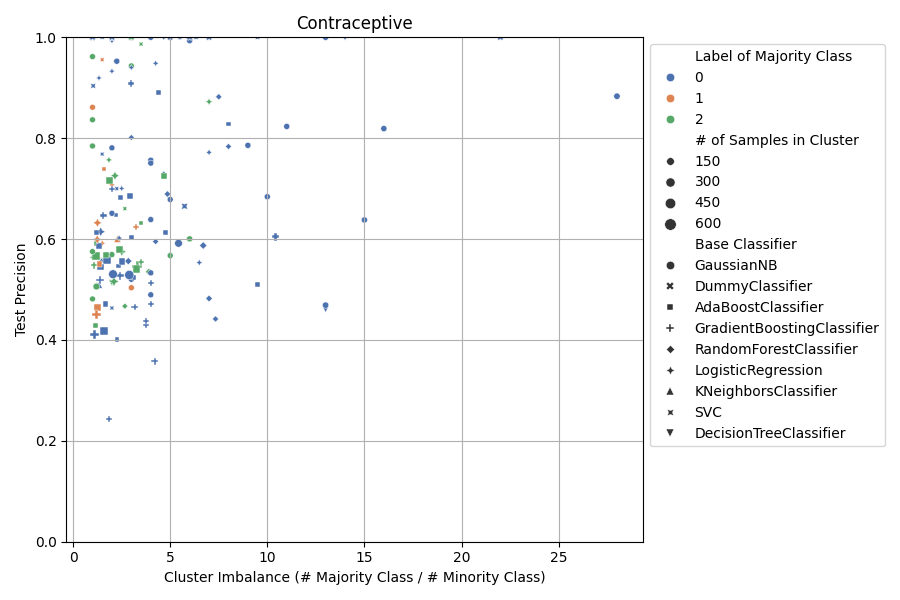 Contraceptive
1.0
0.8
0.6
0.4
0.2
0.0
Test Precision
0 5 10 15 20 25
Cluster Imbalance (# Majority Class / # Minority Class)
Label of Majority Class
0
1
2
# of Samples in Cluster
150
300
450
600
Base Classifier
GaussianNB
DummyClassifier
AdaBoostClassifier
GradientBoostingClassifier
RandomForestClassifier
LogisticRegression
KNeighborsClassifier
SVC
DecisionTreeClassifier